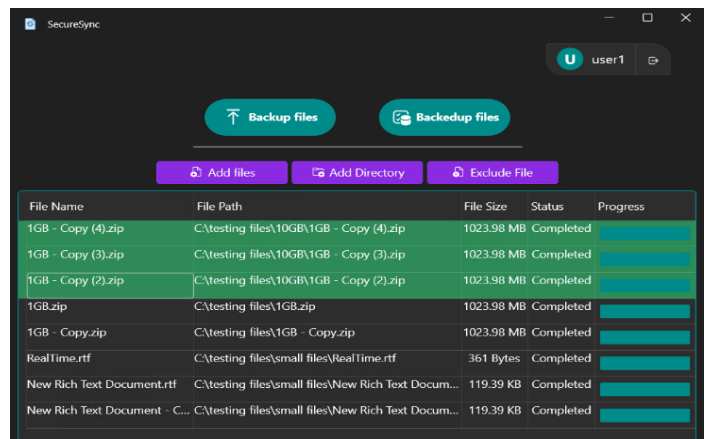 SecureSync
U user1
Backup files Backedup files
Add files Add Directory Exclude File
File Name File Path File Size Status Progress
1GB - Copy (4).zip C:\testing files\10GB\1GB - Copy (4).zip 1023.98 MB Completed
1GB - Copy (3).zip C:\testing files\10GB\1GB - Copy (3).zip 1023.98 MB Completed
1GB - Copy (2).zip C:\testing files\10GB\1GB - Copy (2).zip 1023.98 MB Completed
1GB.zip C:\testing files\1GB.zip 1023.98 MB Completed
1GB - Copy.zip C:\testing files\1GB - Copy.zip 1023.98 MB Completed
RealTime.rtf C:\testing files\small files\RealTime.rtf 361 Bytes Completed
New Rich Text Document.rtf C:\testing files\small files\New Rich Text Docum... 119.39 KB Completed
New Rich Text Document - C... C:\testing files\small files\New Rich Text Docum... 119.39 KB Completed